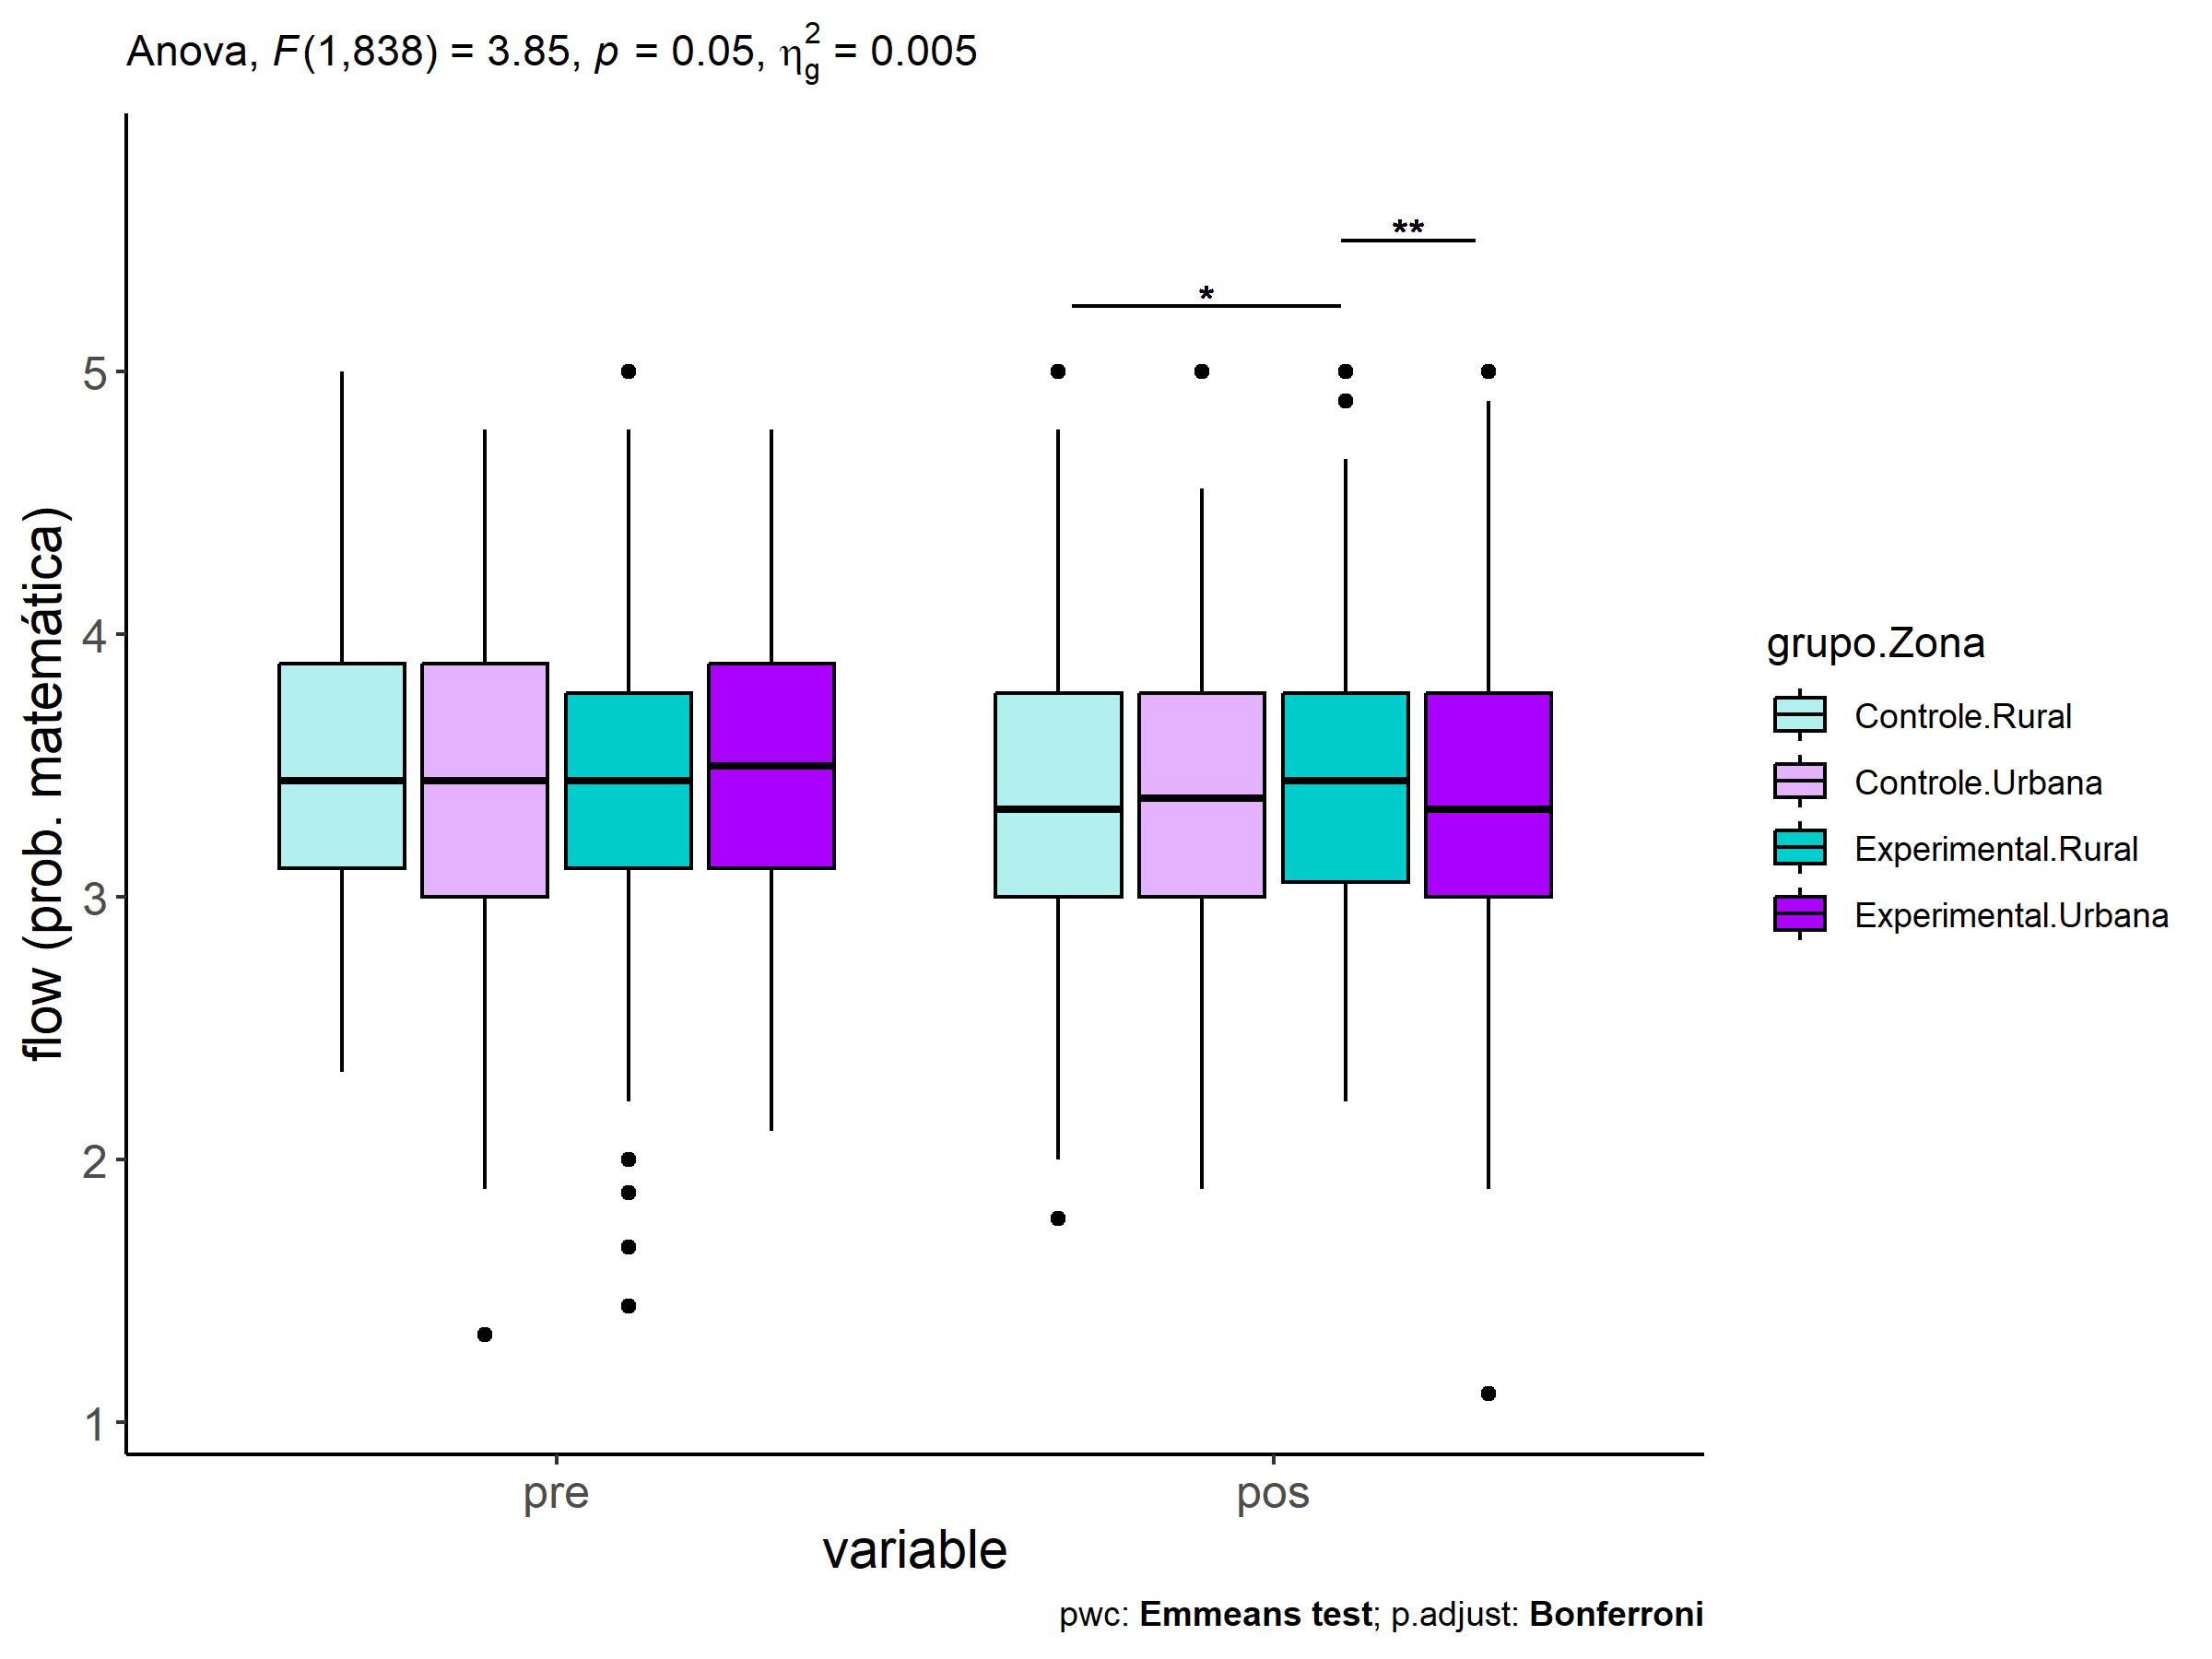 Anova, F(1,838) = 3.85, p = 0.05, η²g = 0.005
**
*
5
4
3
2
1
flow (prob. matemática)
pre
pos
variable
grupo.Zona
Controle.Rural
Controle.Urbana
Experimental.Rural
Experimental.Urbana
pwc: Emmeans test; p.adjust: Bonferroni